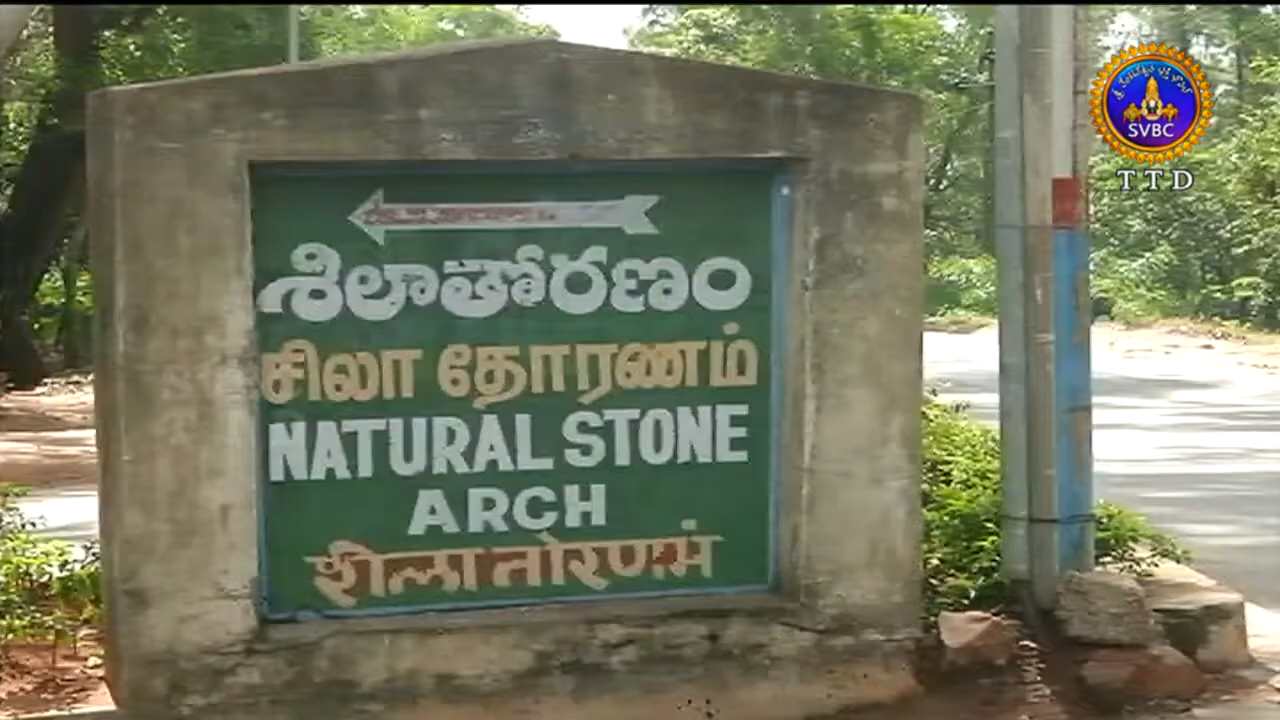 శిలాతోరణం
சிலா தோரணம்
NATURAL STONE
ARCH
शीलातोरणमं
SVBC
TTD